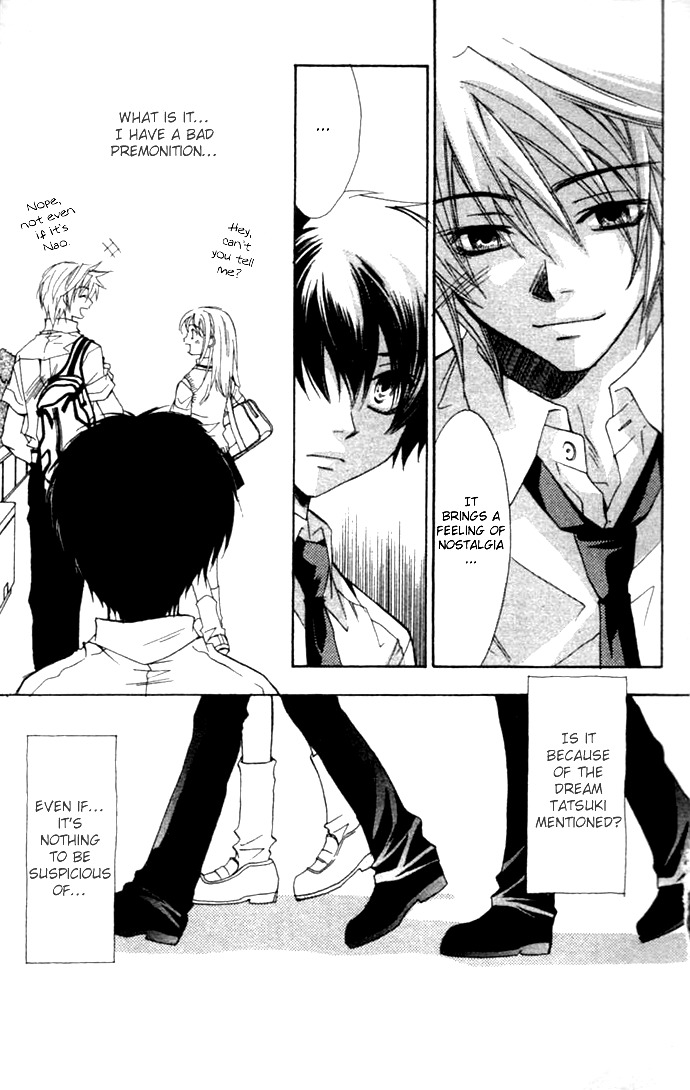 IT
BRINGS A
FEELING OF
NOSTALGIA
...
...
WHAT IS IT...
I HAVE A BAD
PREMONITION...
Hey,
can't
you tell
me?
Nope,
not even
if it's
Nao.
IS IT
BECAUSE
OF THE
DREAM
TATSUKI
MENTIONED?
EVEN IF...
IT'S
NOTHING
TO BE
SUSPICIOUS
OF...